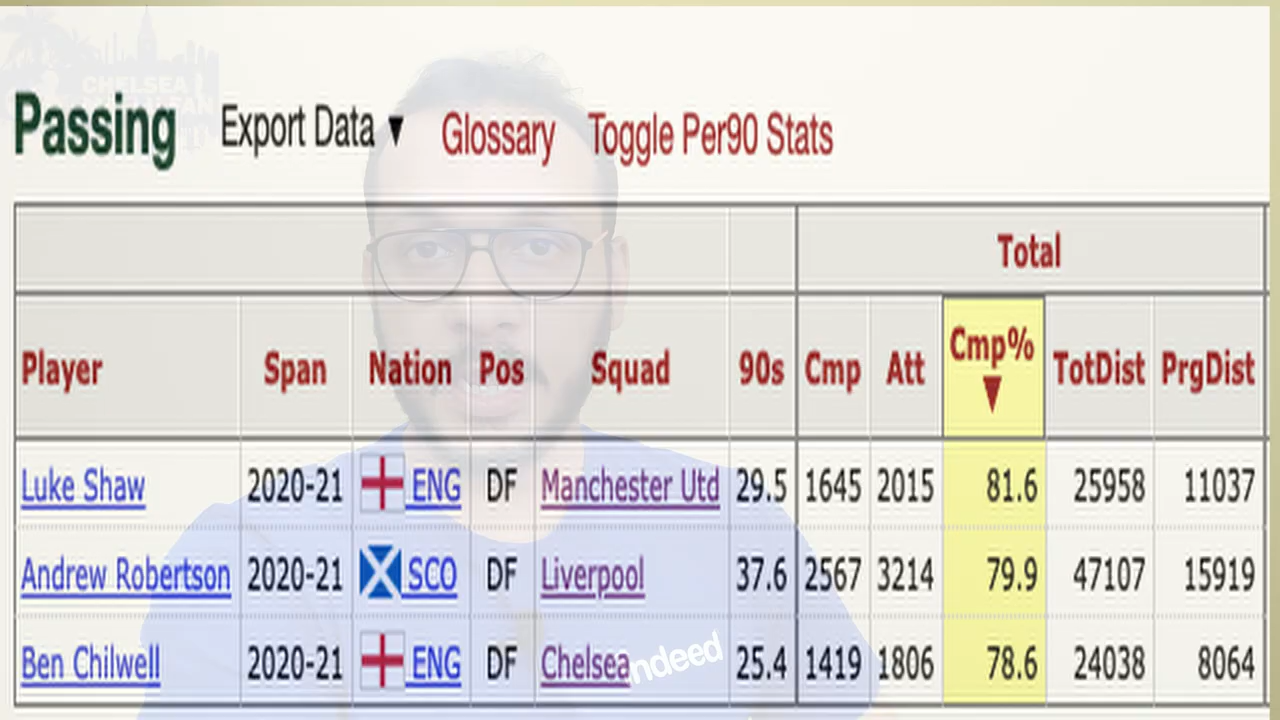 CHELSEA
Passing Export Data ▼ Glossary Toggle Per90 Stats
Total
Player Span Nation Pos Squad 90s Cmp Att Cmp% ▼ TotDist PrgDist
Luke Shaw 2020-21 ENG DF Manchester Utd 29.5 1645 2015 81.6 25958 11037
Andrew Robertson 2020-21 SCO DF Liverpool 37.6 2567 3214 79.9 47107 15919
Ben Chilwell 2020-21 ENG DF Chelsea 25.4 1419 1806 78.6 24038 8064
indeed